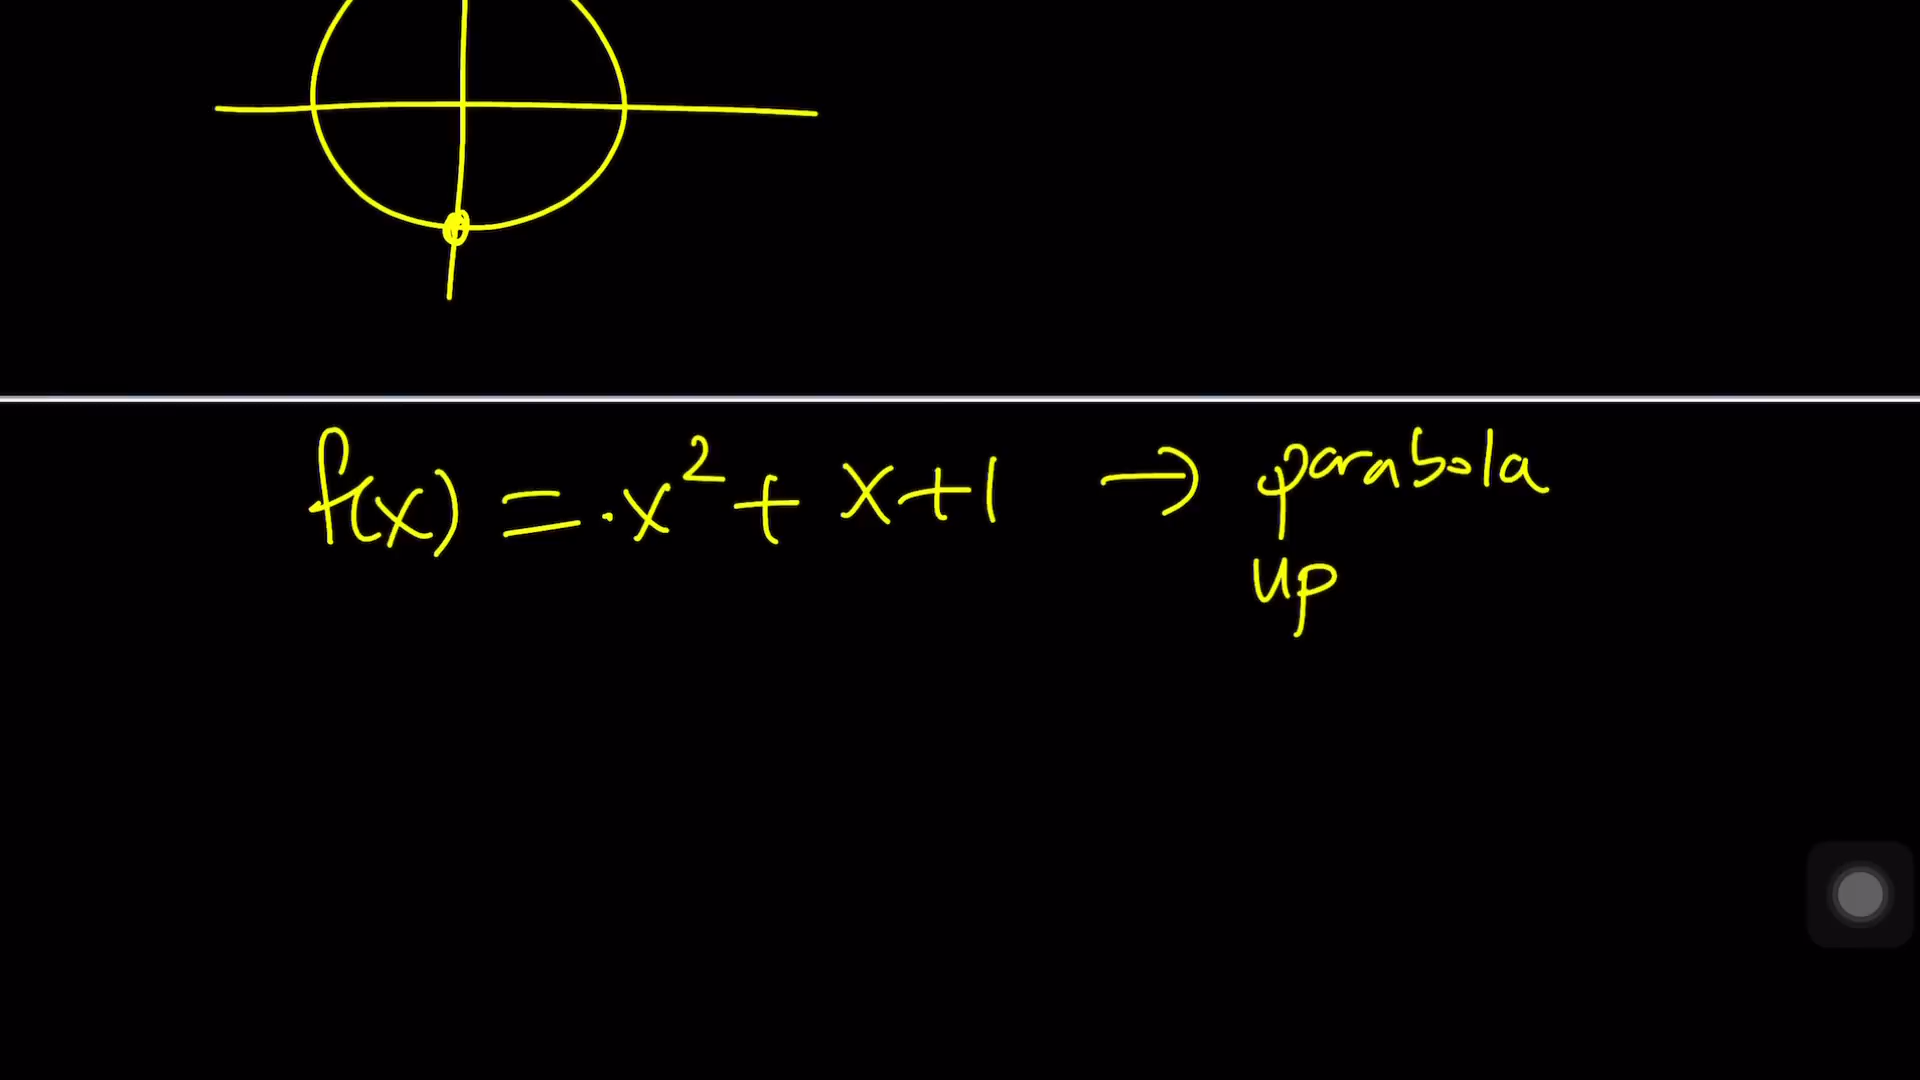 f(x) = x² + x + 1 → parabola
up